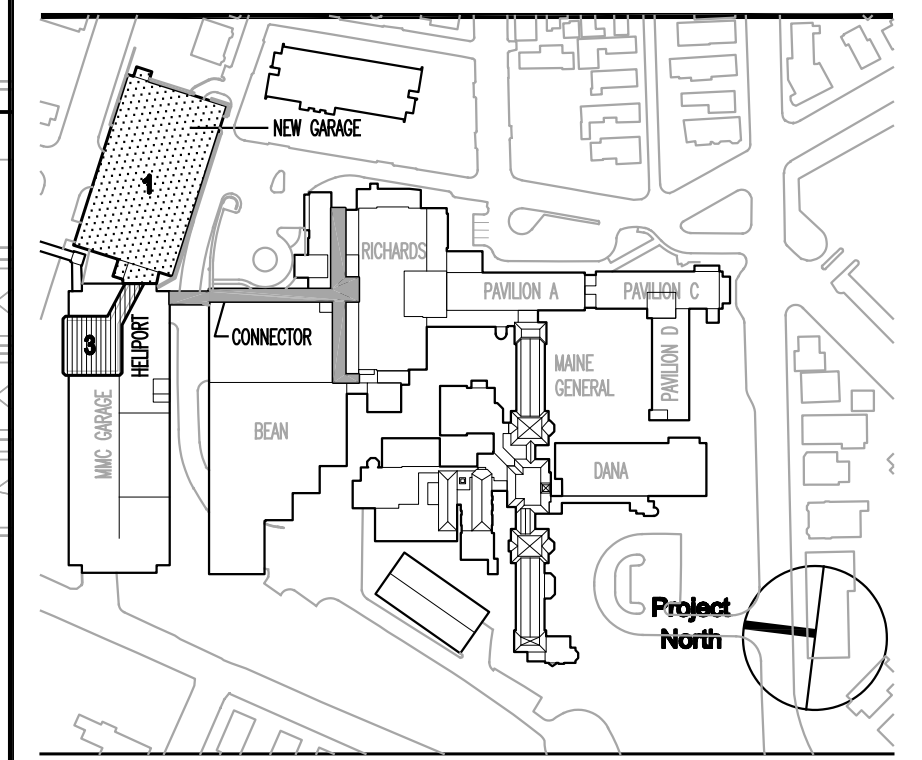 NEW GARAGE
1
RICHARDS
PAVILION A
PAVILION C
CONNECTOR
HELIPORT
3
MAINE
GENERAL
PAVILION D
MMC GARAGE
BEAN
DANA
Project
North